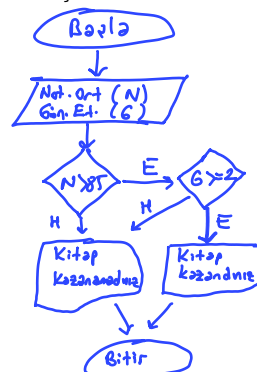 Başla
Not. Ort (N)
Gön. Et. (G)
N>85
E
G>=2
H
H
E
Kitap
Kazanamadınız
Kitap
kazandınız
Bitir